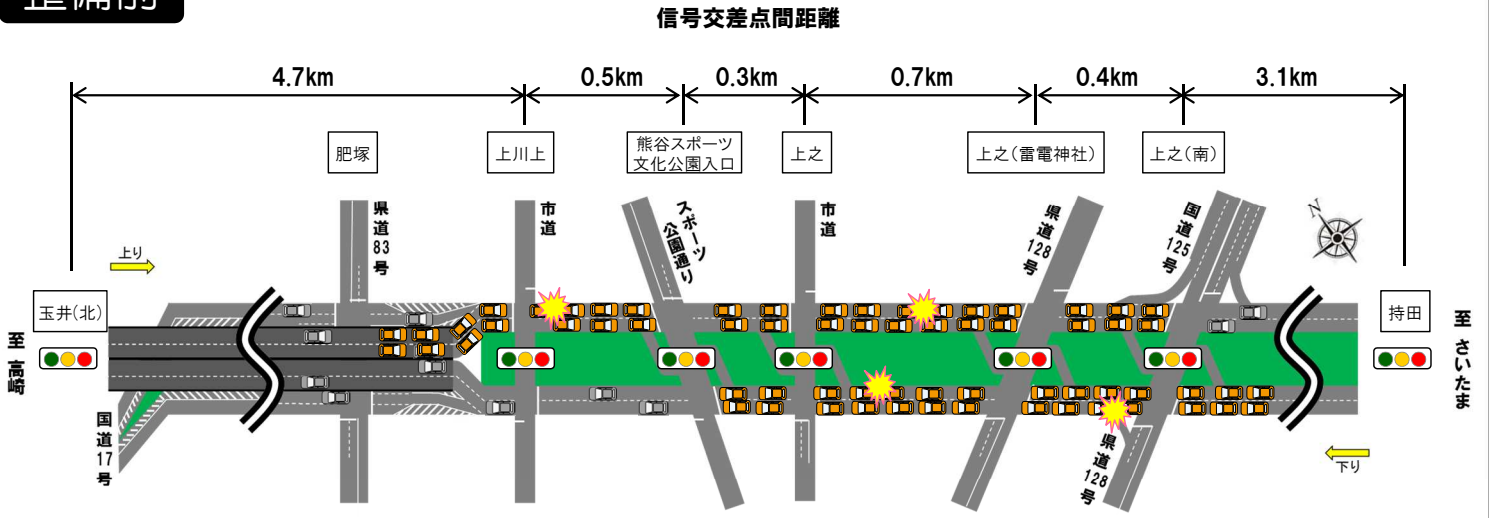 整備前
信号交差点間距離
4.7km
0.5km
0.3km
0.7km
0.4km
3.1km
肥塚
上川上
熊谷スポーツ
文化公園入口
上之
上之(雷電神社)
上之(南)
県道83号
市道
スポーツ
公園通り
市道
県道128号
国道125号
N
上り
玉井(北)
持田
至 高崎
至 さいたま
国道17号
県道128号
下り